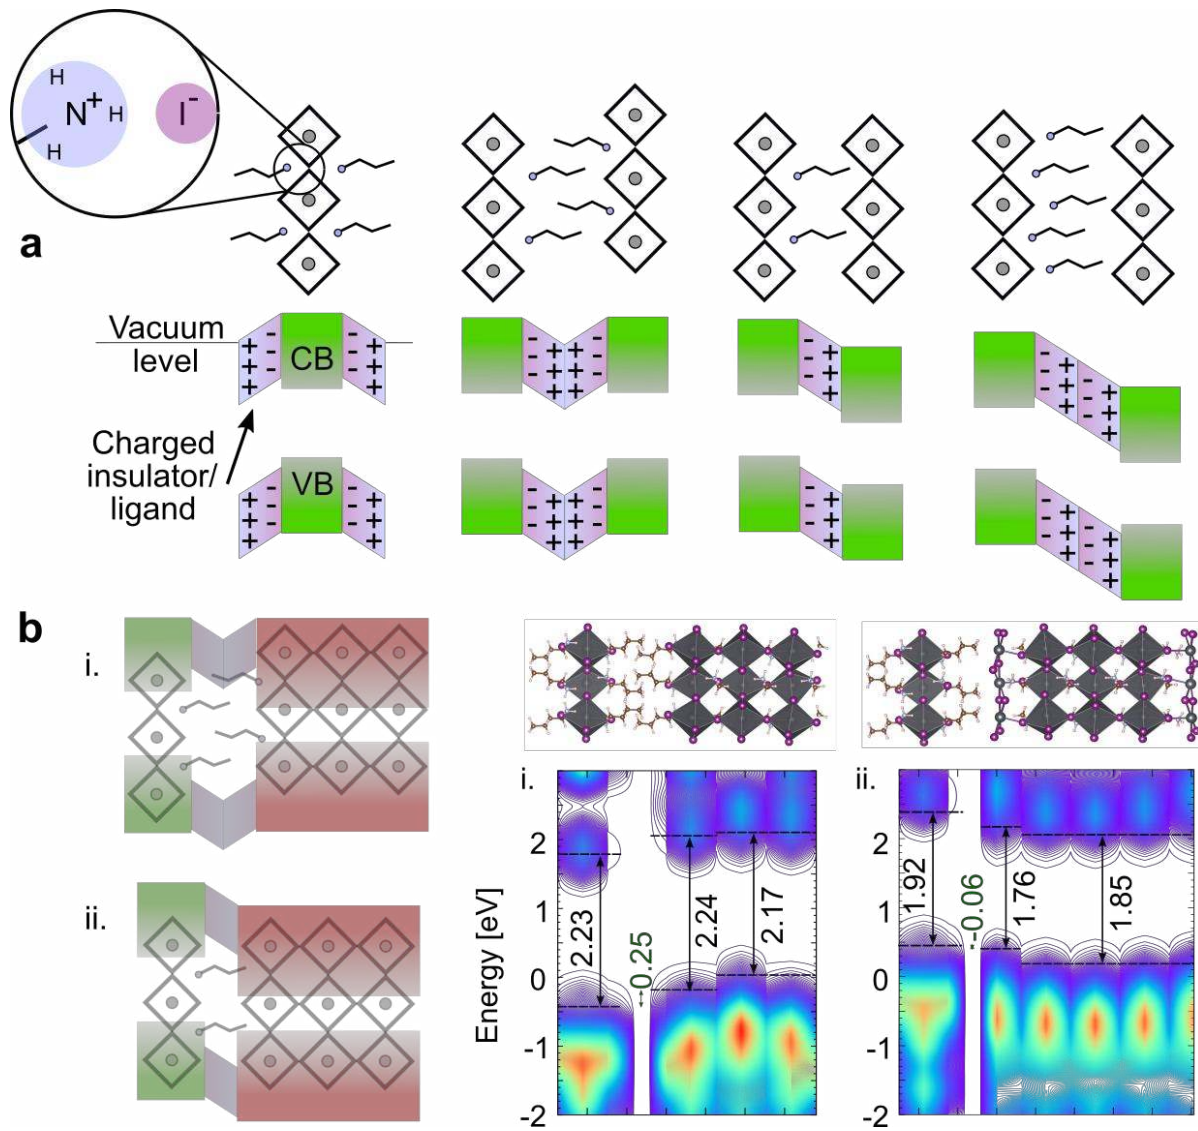 H
N+
H
H
I-
a
Vacuum
level
CB
Charged
insulator/
ligand
VB
+ + + - - - - - - + + +
+ + + - - - - - - + + +
- - - + + + + + + - - -
- - - + + + + + + - - -
- - - + + +
- - - + + +
- - - + + + - - - + + +
- - - + + + - - - + + +
b
i.
ii.
i.
Energy [eV]
2
1
0
-1
-2
2.23
0.25
2.24
2.17
ii.
2
1
0
-1
-2
1.92
-0.06
1.76
1.85